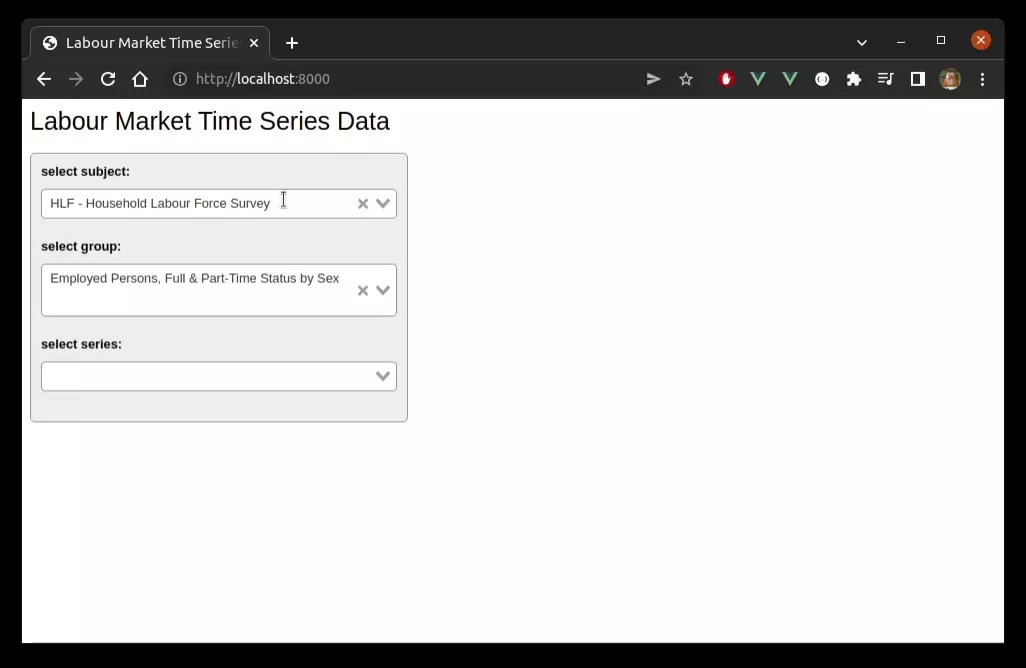 Labour Market Time Serie
http://localhost:8000
Labour Market Time Series Data
select subject:
HLF - Household Labour Force Survey
select group:
Employed Persons, Full & Part-Time Status by Sex
select series: